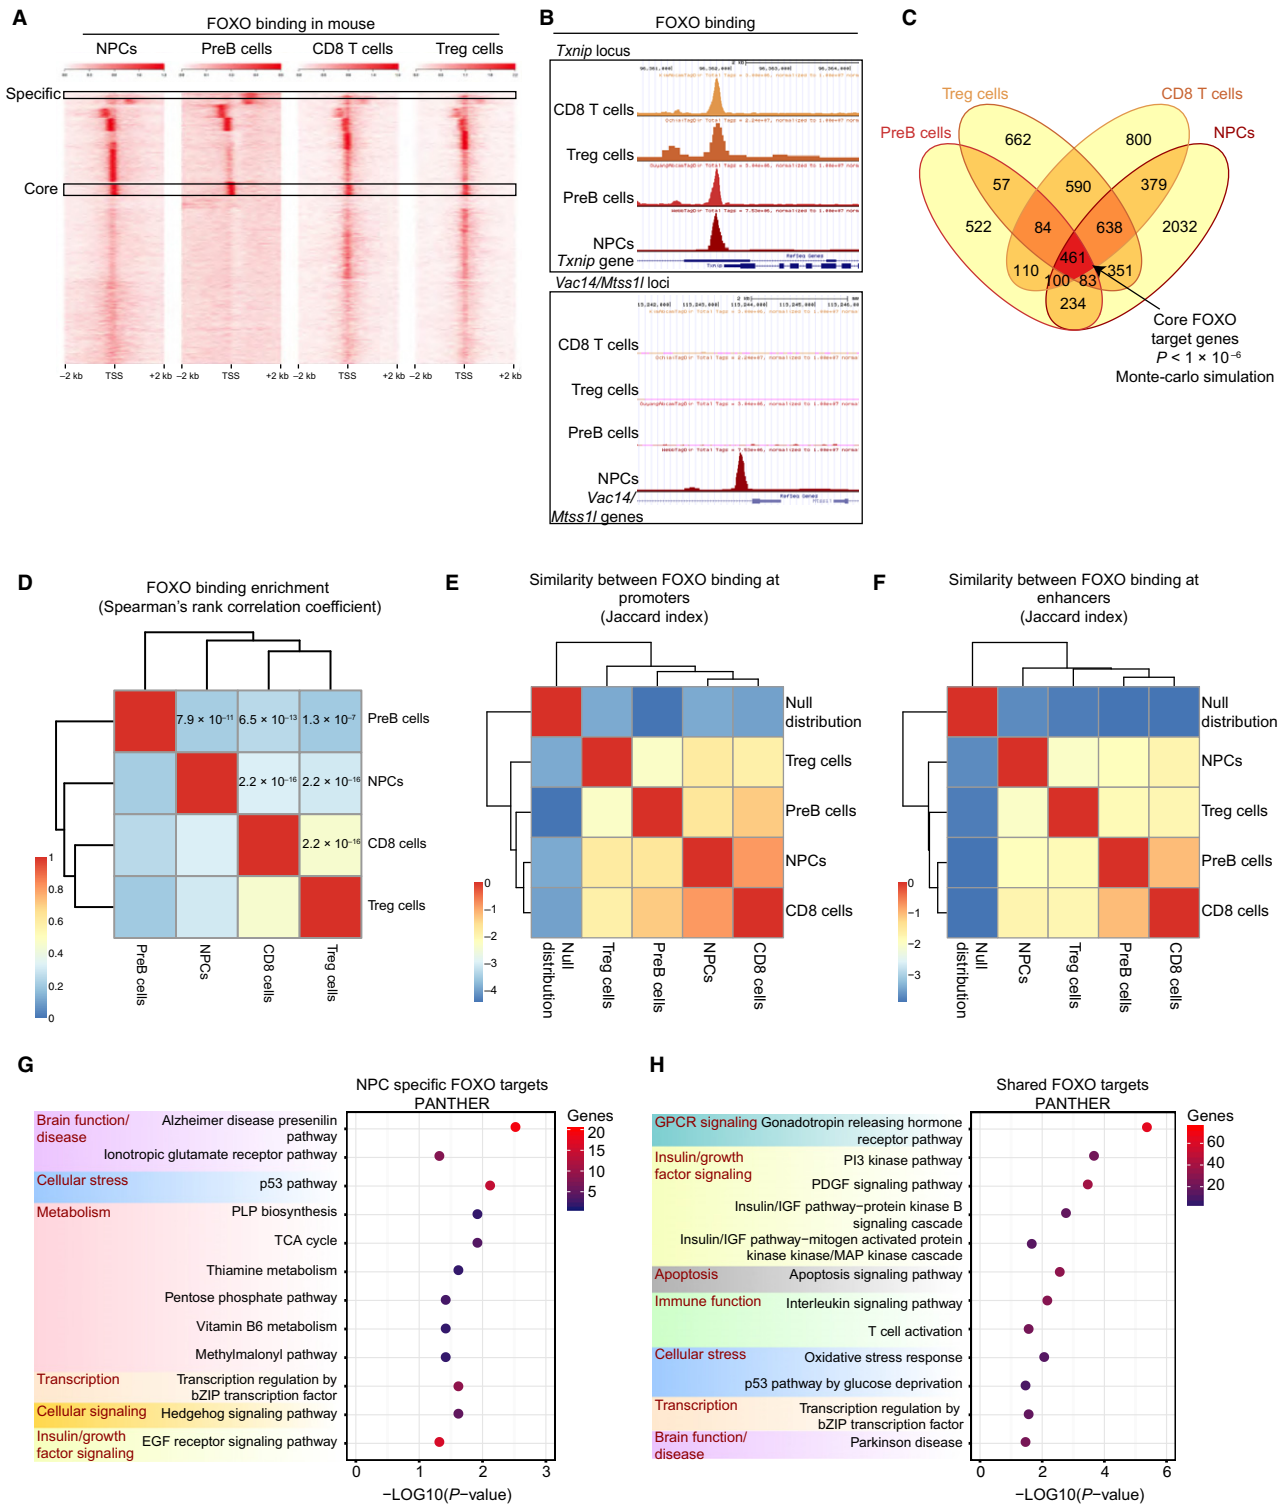 A
FOXO binding in mouse
NPCs
PreB cells
CD8 T cells
Treg cells
Specific
Core
−2 kb
TSS
+2 kb
−2 kb
TSS
+2 kb
−2 kb
TSS
+2 kb
−2 kb
TSS
+2 kb
B
FOXO binding
Txnip locus
CD8 T cells
Treg cells
PreB cells
NPCs
Txnip gene
RefSeq Genes
Vac14/Mtss1l loci
CD8 T cells
Treg cells
PreB cells
NPCs
RefSeq Genes
Vac14/
Mtss1l genes
C
Treg cells
CD8 T cells
PreB cells
NPCs
662
800
57
590
379
522
84
638
2032
461
110
100
83
351
234
Core FOXO
target genes
P < 1 × 10−6
Monte-carlo simulation
D
FOXO binding enrichment
(Spearman's rank correlation coefficient)
7.9 × 10−11
6.5 × 10−13
1.3 × 10−7
PreB cells
2.2 × 10−16
2.2 × 10−16
NPCs
2.2 × 10−16
CD8 cells
Treg cells
1
0.8
0.6
0.4
0.2
0
PreB cells
NPCs
CD8 cells
Treg cells
E
Similarity between FOXO binding at
promoters
(Jaccard index)
Null
distribution
Treg cells
PreB cells
NPCs
CD8 cells
0
−1
−2
−3
−4
Null
distribution
Treg cells
PreB cells
NPCs
CD8 cells
F
Similarity between FOXO binding at
enhancers
(Jaccard index)
Null
distribution
NPCs
Treg cells
PreB cells
CD8 cells
0
−1
−2
−3
Null
distribution
NPCs
Treg cells
PreB cells
CD8 cells
G
NPC specific FOXO targets
PANTHER
Brain function/
disease
Alzheimer disease presenilin
pathway
Ionotropic glutamate receptor pathway
Cellular stress
p53 pathway
Metabolism
PLP biosynthesis
TCA cycle
Thiamine metabolism
Pentose phosphate pathway
Vitamin B6 metabolism
Methylmalonyl pathway
Transcription
Transcription regulation by
bZIP transcription factor
Cellular signaling
Hedgehog signaling pathway
Insulin/growth
factor signaling
EGF receptor signaling pathway
0
1
2
3
−LOG10(P−value)
Genes
20
15
10
5
H
Shared FOXO targets
PANTHER
GPCR signaling
Gonadotropin releasing hormone
receptor pathway
Insulin/growth
factor signaling
PI3 kinase pathway
PDGF signaling pathway
Insulin/IGF pathway−protein kinase B
signaling cascade
Insulin/IGF pathway−mitogen activated protein
kinase kinase/MAP kinase cascade
Apoptosis
Apoptosis signaling pathway
Immune function
Interleukin signaling pathway
T cell activation
Cellular stress
Oxidative stress response
p53 pathway by glucose deprivation
Transcription
Transcription regulation by
bZIP transcription factor
Brain function/
disease
Parkinson disease
0
2
4
6
−LOG10(P−value)
Genes
60
40
20